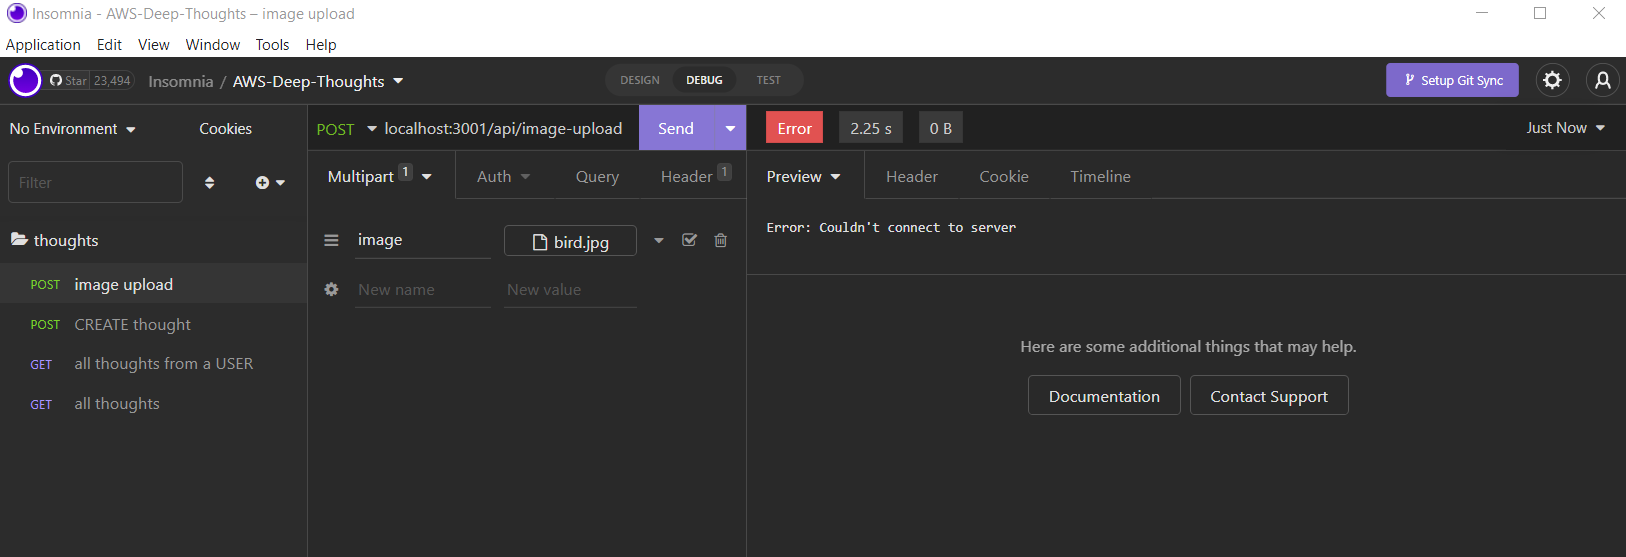 Insomnia - AWS-Deep-Thoughts – image upload
Application Edit View Window Tools Help
Star 23,494 Insomnia / AWS-Deep-Thoughts DESIGN DEBUG TEST Setup Git Sync
No Environment Cookies POST localhost:3001/api/image-upload Send Error 2.25 s 0 B Just Now
Filter Multipart 1 Auth Query Header 1 Preview Header Cookie Timeline
thoughts image bird.jpg Error: Couldn't connect to server
POST image upload New name New value
POST CREATE thought
GET all thoughts from a USER Here are some additional things that may help.
GET all thoughts Documentation Contact Support